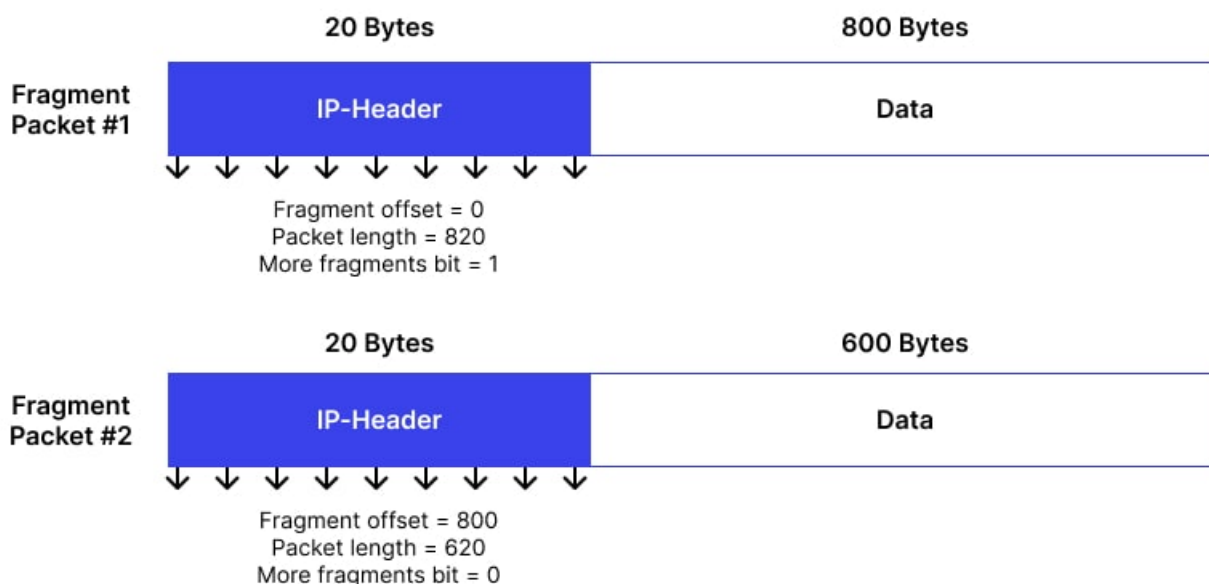 20 Bytes
800 Bytes
Fragment
Packet #1
IP-Header
Data
Fragment offset = 0
Packet length = 820
More fragments bit = 1
20 Bytes
600 Bytes
Fragment
Packet #2
IP-Header
Data
Fragment offset = 800
Packet length = 620
More fragments bit = 0